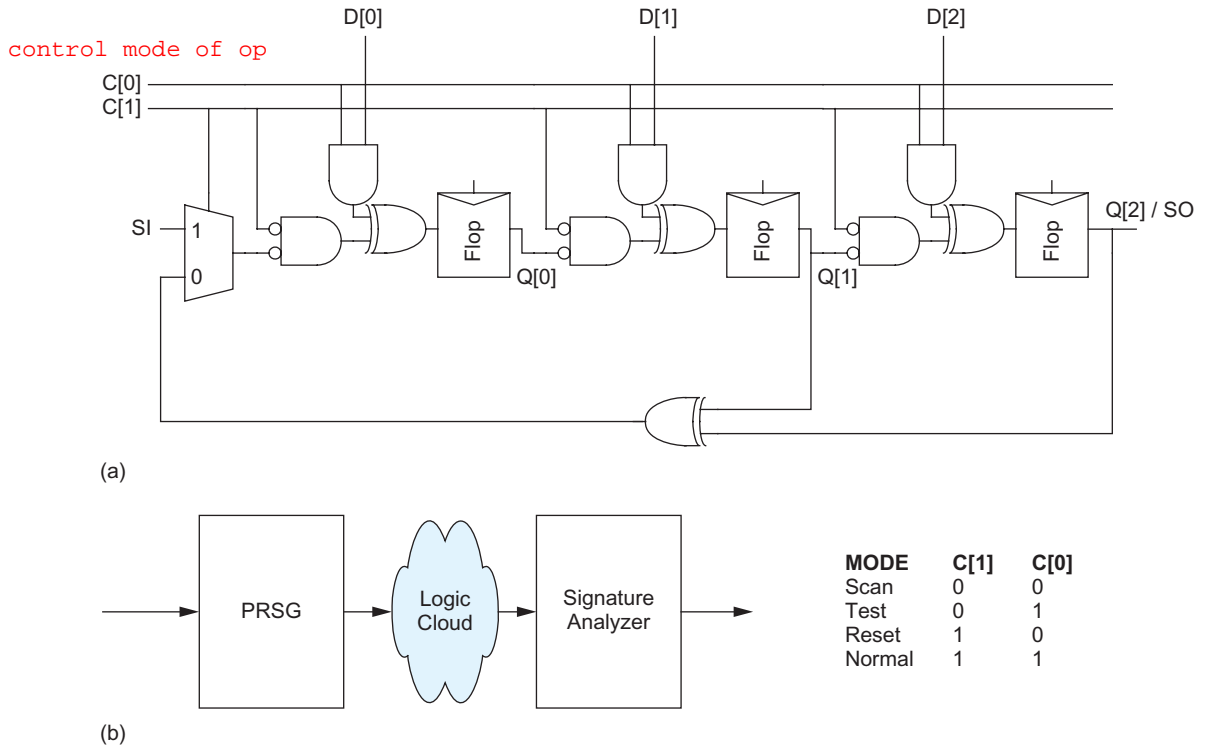 D[0] D[1] D[2]
control mode of op
C[0]
C[1]
SI
1
0
Flop
Q[0]
Flop
Q[1]
Flop
Q[2] / SO
(a)
PRSG
Logic
Cloud
Signature
Analyzer
MODE C[1] C[0]
Scan 0 0
Test 0 1
Reset 1 0
Normal 1 1
(b)